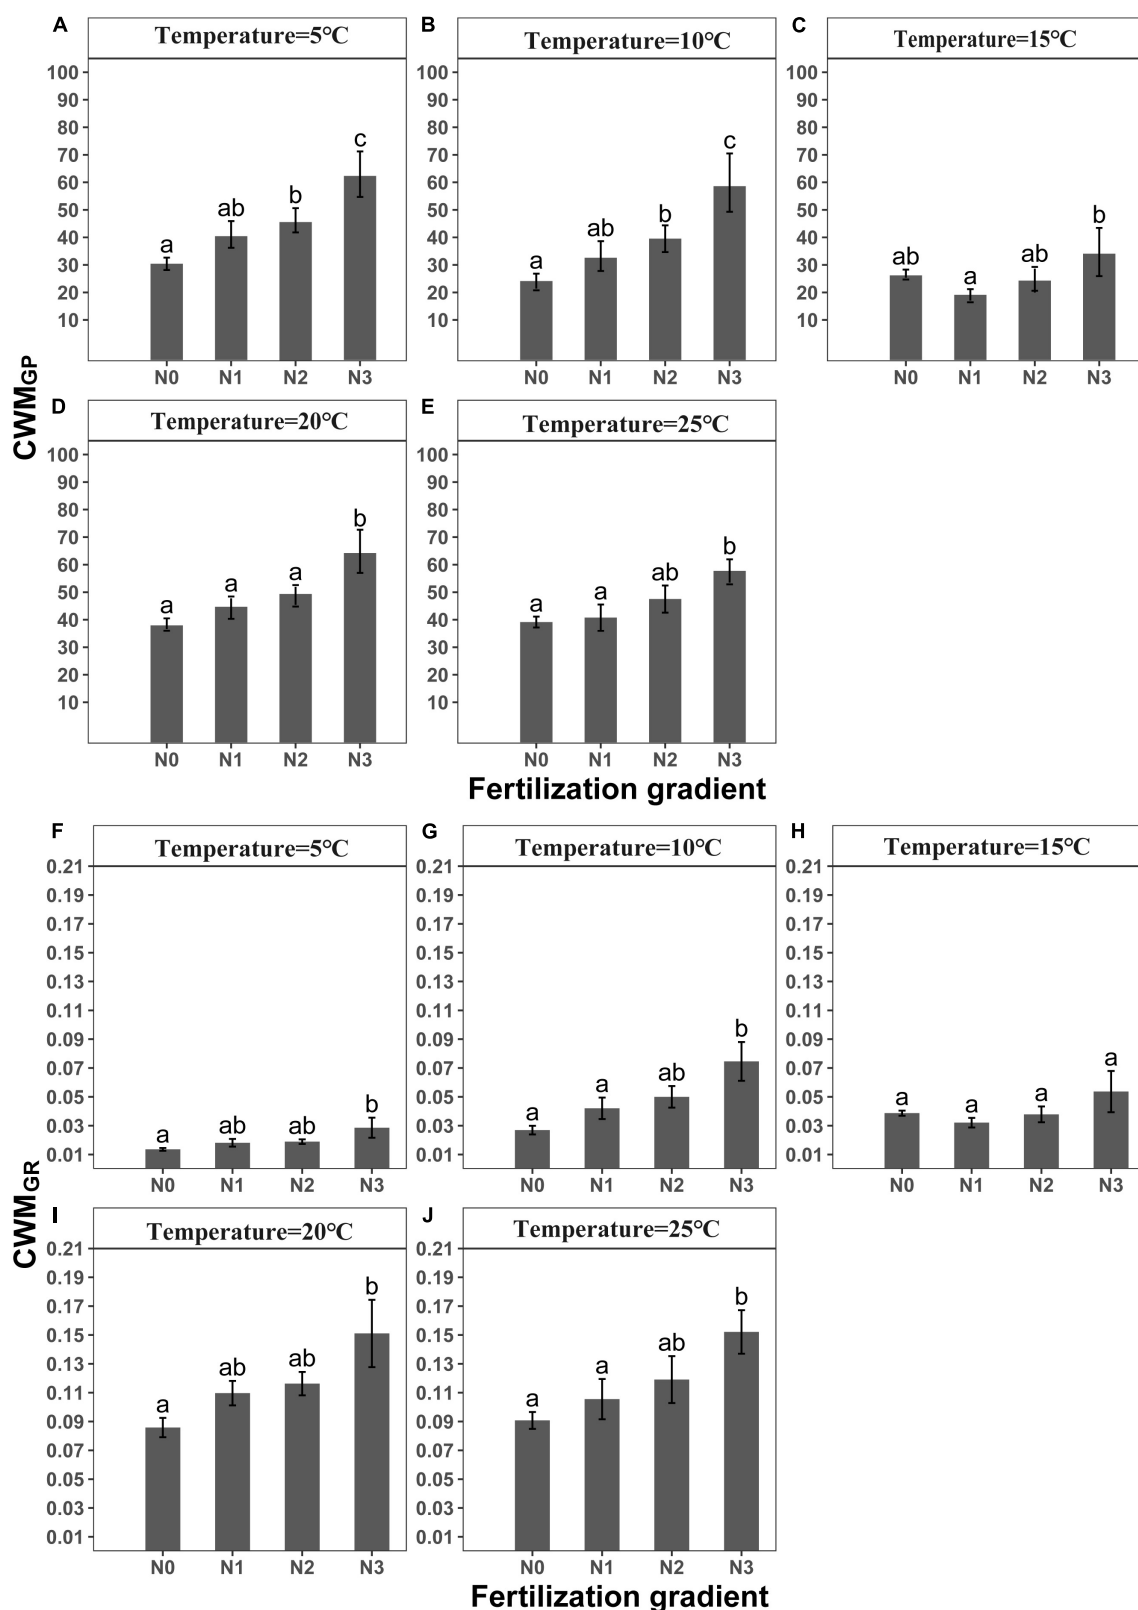 A B C
Temperature=5°C Temperature=10°C Temperature=15°C
100 100 100
90 90 90
80 80 80
70 70 70
60 60 60
50 50 50
40 40 40
30 30 30
20 20 20
10 10 10
a ab b c
a ab b c
ab a ab b
N0 N1 N2 N3 N0 N1 N2 N3 N0 N1 N2 N3
CWMGP
D E
Temperature=20°C Temperature=25°C
100 100
90 90
80 80
70 70
60 60
50 50
40 40
30 30
20 20
10 10
a a a b
a a ab b
N0 N1 N2 N3 N0 N1 N2 N3
Fertilization gradient
F G H
Temperature=5°C Temperature=10°C Temperature=15°C
0.21 0.21 0.21
0.19 0.19 0.19
0.17 0.17 0.17
0.15 0.15 0.15
0.13 0.13 0.13
0.11 0.11 0.11
0.09 0.09 0.09
0.07 0.07 0.07
0.05 0.05 0.05
0.03 0.03 0.03
0.01 0.01 0.01
a ab ab b
a a ab b
a a a a
N0 N1 N2 N3 N0 N1 N2 N3 N0 N1 N2 N3
CWMGR
I J
Temperature=20°C Temperature=25°C
0.21 0.21
0.19 0.19
0.17 0.17
0.15 0.15
0.13 0.13
0.11 0.11
0.09 0.09
0.07 0.07
0.05 0.05
0.03 0.03
0.01 0.01
a ab ab b
a a ab b
N0 N1 N2 N3 N0 N1 N2 N3
Fertilization gradient